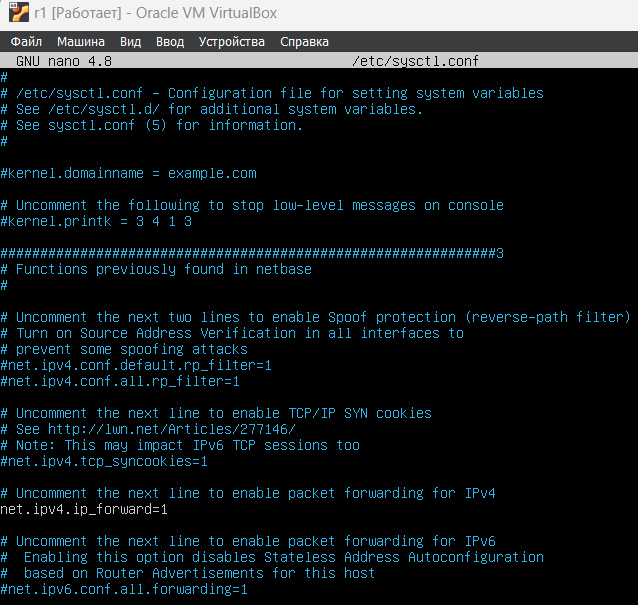 r1 [Работает] - Oracle VM VirtualBox
Файл Машина Вид Ввод Устройства Справка
GNU nano 4.8 /etc/sysctl.conf
#
# /etc/sysctl.conf - Configuration file for setting system variables
# See /etc/sysctl.d/ for additional system variables.
# See sysctl.conf (5) for information.
#
#kernel.domainname = example.com
# Uncomment the following to stop low-level messages on console
#kernel.printk = 3 4 1 3
##############################################################3
# Functions previously found in netbase
#
# Uncomment the next two lines to enable Spoof protection (reverse-path filter)
# Turn on Source Address Verification in all interfaces to
# prevent some spoofing attacks
#net.ipv4.conf.default.rp_filter=1
#net.ipv4.conf.all.rp_filter=1
# Uncomment the next line to enable TCP/IP SYN cookies
# See http://lwn.net/Articles/277146/
# Note: This may impact IPv6 TCP sessions too
#net.ipv4.tcp_syncookies=1
# Uncomment the next line to enable packet forwarding for IPv4
net.ipv4.ip_forward=1
# Uncomment the next line to enable packet forwarding for IPv6
#  Enabling this option disables Stateless Address Autoconfiguration
#  based on Router Advertisements for this host
#net.ipv6.conf.all.forwarding=1